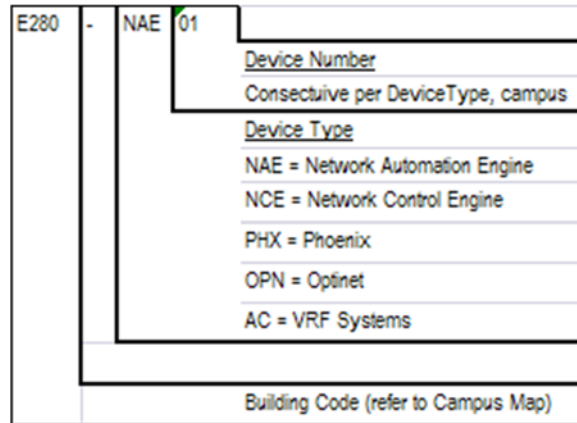 E280 - NAE 01
Device Number
Consectuive per DeviceType, campus
Device Type
NAE = Network Automation Engine
NCE = Network Control Engine
PHX = Phoenix
OPN = Optinet
AC = VRF Systems
Building Code (refer to Campus Map)